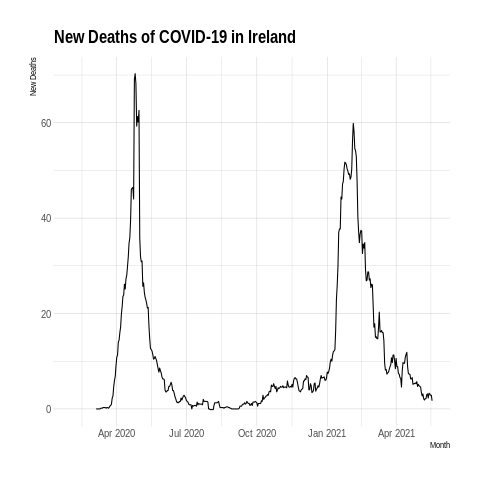 New Deaths of COVID-19 in Ireland
New Deaths
60
40
20
0
Apr 2020 Jul 2020 Oct 2020 Jan 2021 Apr 2021
Month